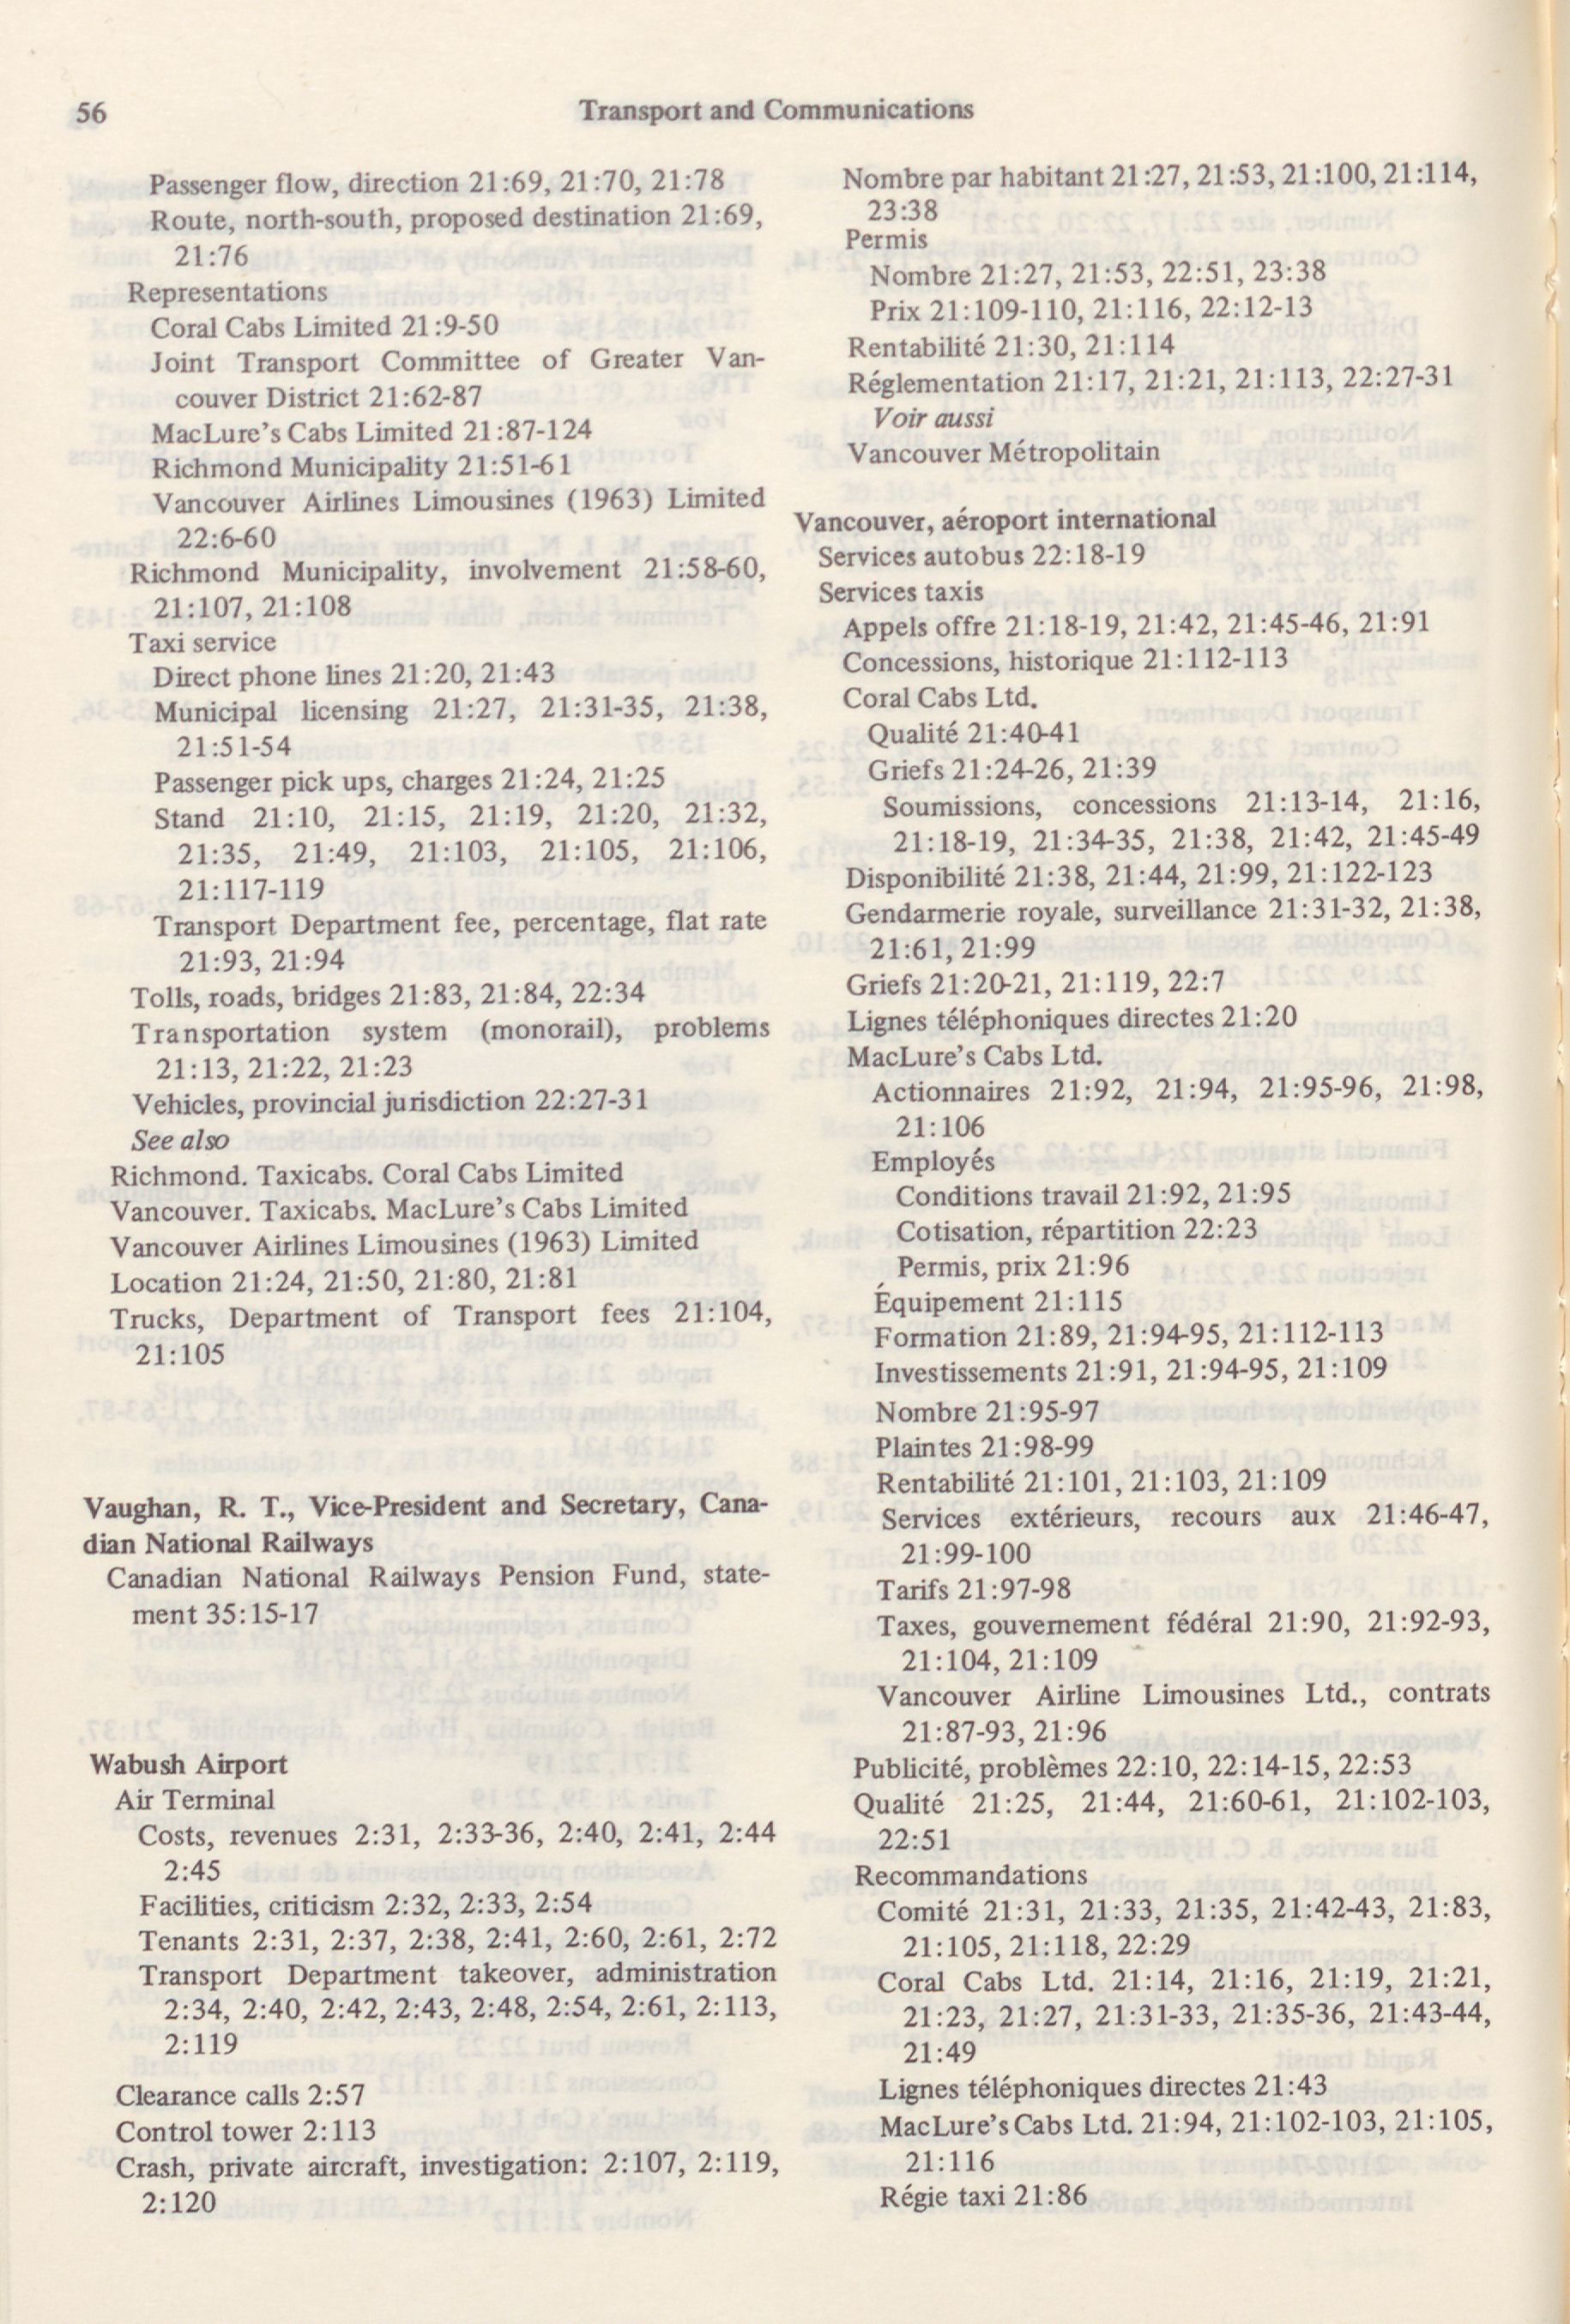 56
Transport and Communications
Passenger flow, direction 21:69, 21:70, 21:78
Route, north-south, proposed destination 21:69,
21:76
Representations
Coral Cabs Limited 21:9-50
Joint Transport Committee of Greater Van-
couver District 21:62-87
MacLure's Cabs Limited 21:87-124
Richmond Municipality 21:51-61
Vancouver Airlines Limousines (1963) Limited
22:6-60
Richmond Municipality, involvement 21:58-60,
21:107, 21:108
Taxi service
Direct phone lines 21:20, 21:43
Municipal licensing 21:27, 21:31-35, 21:38,
21:51-54
Passenger pick ups, charges 21:24, 21:25
Stand 21:10, 21:15, 21:19, 21:20, 21:32,
21:35, 21:49, 21:103, 21:105, 21:106,
21:117-119
Transport Department fee, percentage, flat rate
21:93, 21:94
Tolls, roads, bridges 21:83, 21:84, 22:34
Transportation system (monorail), problems
21:13, 21:22, 21:23
Vehicles, provincial jurisdiction 22:27-31
See also
Richmond. Taxicabs. Coral Cabs Limited
Vancouver. Taxicabs. MacLure's Cabs Limited
Vancouver Airlines Limousines (1963) Limited
Location 21:24, 21:50, 21:80, 21:81
Trucks, Department of Transport fees 21:104,
21:105
Vaughan, R. T., Vice-President and Secretary, Cana-
dian National Railways
Canadian National Railways Pension Fund, state-
ment 35:15-17
Wabush Airport
Air Terminal
Costs, revenues 2:31, 2:33-36, 2:40, 2:41, 2:44
2:45
Facilities, criticism 2:32, 2:33, 2:54
Tenants 2:31, 2:37, 2:38, 2:41, 2:60, 2:61, 2:72
Transport Department takeover, administration
2:34, 2:40, 2:42, 2:43, 2:48, 2:54, 2:61, 2:113,
2:119
Clearance calls 2:57
Control tower 2:113
Crash, private aircraft, investigation: 2:107, 2:119,
2:120
Nombre par habitant 21:27, 21:53, 21:100, 21:114,
23:38
Permis
Nombre 21:27, 21:53, 22:51, 23:38
Prix 21:109-110, 21:116, 22:12-13
Rentabilité 21:30, 21:114
Réglementation 21:17, 21:21, 21:113, 22:27-31
Voir aussi
Vancouver Métropolitain
Vancouver, aéroport international
Services autobus 22:18-19
Services taxis
Appels offre 21:18-19, 21:42, 21:45-46, 21:91
Concessions, historique 21:112-113
Coral Cabs Ltd.
Qualité 21:40-41
Griefs 21:24-26, 21:39
Soumissions, concessions 21:13-14, 21:16,
21:18-19, 21:34-35, 21:38, 21:42, 21:45-49
Disponibilité 21:38, 21:44, 21:99, 21:122-123
Gendarmerie royale, surveillance 21:31-32, 21:38,
21:61, 21:99
Griefs 21:20-21, 21:119, 22:7
Lignes téléphoniques directes 21:20
MacLure's Cabs Ltd.
Actionnaires 21:92, 21:94, 21:95-96, 21:98,
21:106
Employés
Conditions travail 21:92, 21:95
Cotisation, répartition 22:23
Permis, prix 21:96
Équipement 21:115
Formation 21:89, 21:94-95, 21:112-113
Investissements 21:91, 21:94-95, 21:109
Nombre 21:95-97
Plaintes 21:98-99
Rentabilité 21:101, 21:103, 21:109
Services extérieurs, recours aux 21:46-47,
21:99-100
Tarifs 21:97-98
Taxes, gouvernement fédéral 21:90, 21:92-93,
21:104, 21:109
Vancouver Airline Limousines Ltd., contrats
21:87-93, 21:96
Publicité, problèmes 22:10, 22:14-15, 22:53
Qualité 21:25, 21:44, 21:60-61, 21:102-103,
22:51
Recommandations
Comité 21:31, 21:33, 21:35, 21:42-43, 21:83,
21:105, 21:118, 22:29
Coral Cabs Ltd. 21:14, 21:16, 21:19, 21:21,
21:23, 21:27, 21:31-33, 21:35-36, 21:43-44,
21:49
Lignes téléphoniques directes 21:43
MacLure's Cabs Ltd. 21:94, 21:102-103, 21:105,
21:116
Régie taxi 21:86